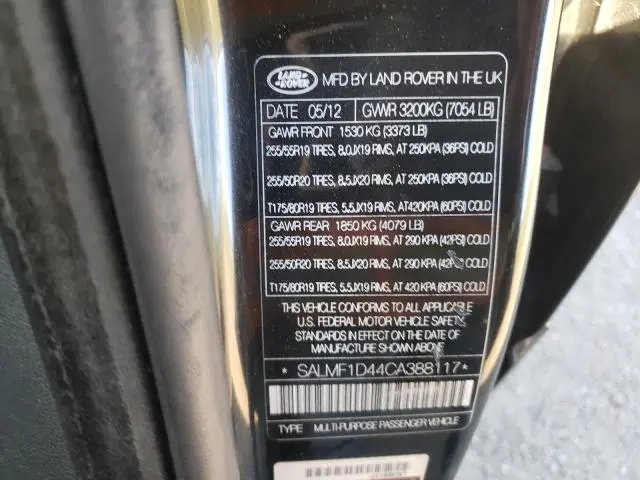 LAND
ROVER
MFD BY LAND ROVER IN THE UK
DATE 05/12 GVWR 3200KG (7054 LB)
GAWR FRONT 1530 KG (3373 LB)
255/55R19 TIRES, 8.0JX19 RIMS, AT 250KPA (36PSI) COLD
255/50R20 TIRES, 8.5JX20 RIMS, AT 250KPA (36PSI) COLD
T175/80R19 TIRES, 5.5JX19 RIMS, AT420KPA (60PSI) COLD
GAWR REAR 1850 KG (4079 LB)
255/55R19 TIRES, 8.0JX19 RIMS, AT 290 KPA (42PSI) COLD
255/50R20 TIRES, 8.5JX20 RIMS, AT 290 KPA (42PSI) COLD
T175/80R19 TIRES, 5.5JX19 RIMS, AT 420 KPA (60PSI) COLD
THIS VEHICLE CONFORMS TO ALL APPLICABLE
U.S. FEDERAL MOTOR VEHICLE SAFETY
STANDARDS IN EFFECT ON THE DATE OF
MANUFACTURE SHOWN ABOVE
* SALMF1D44CA388117 *
TYPE MULTI-PURPOSE PASSENGER VEHICLE